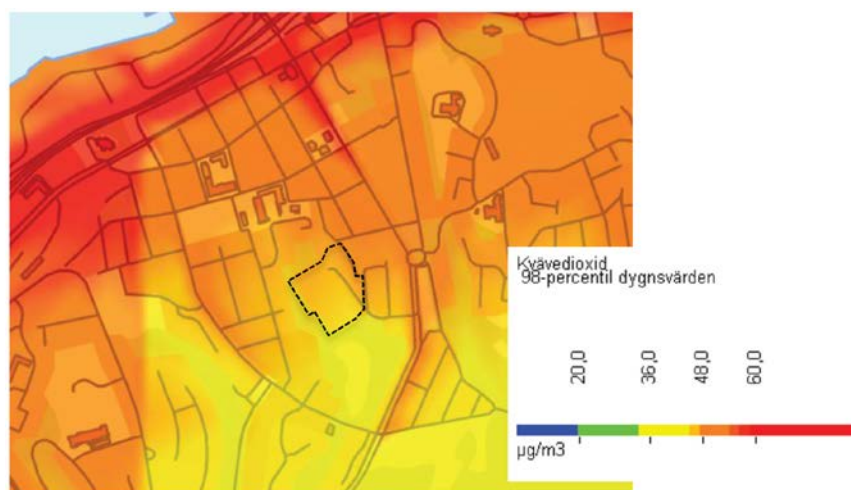 Kvävedioxid
98-percentil dygnsvärden
20,0
36,0
48,0
60,0
µg/m3